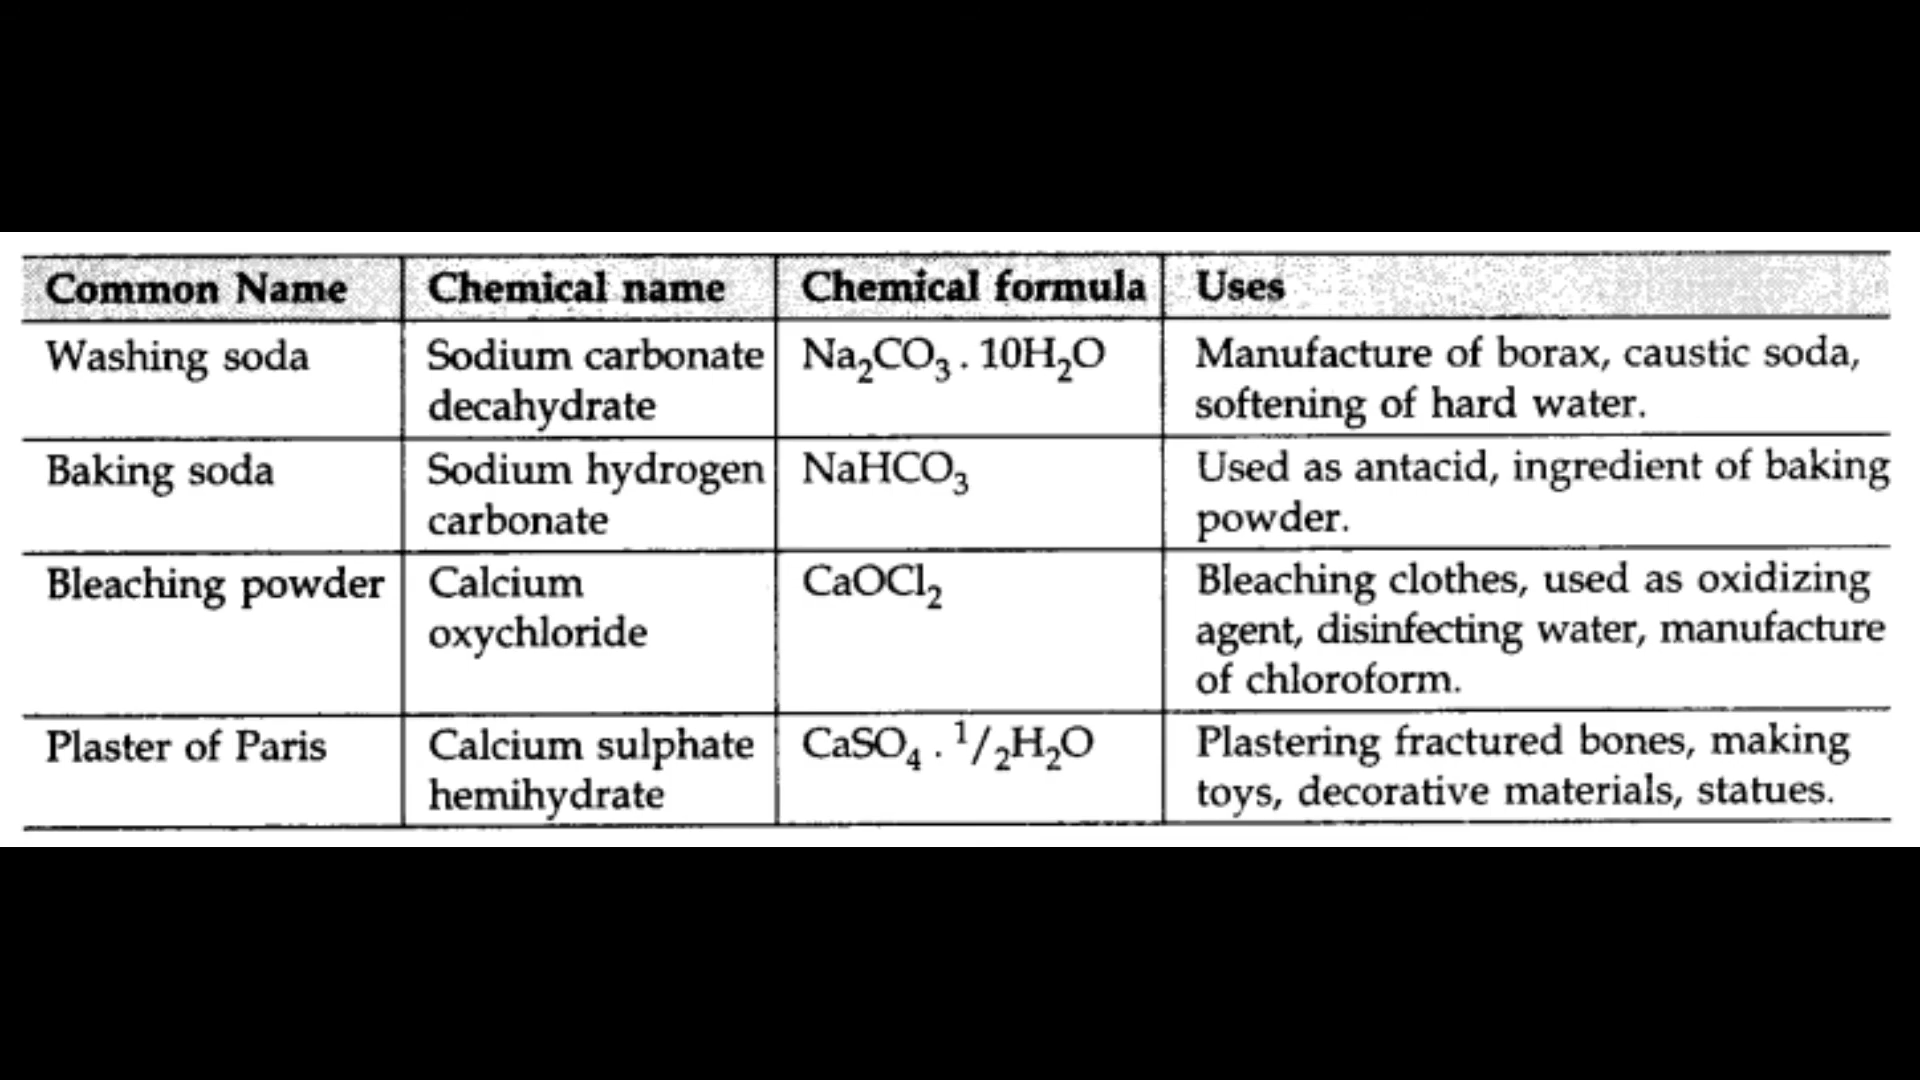 Common Name Chemical name Chemical formula Uses
Washing soda Sodium carbonate Na₂CO₃ . 10H₂O Manufacture of borax, caustic soda,
decahydrate softening of hard water.
Baking soda Sodium hydrogen NaHCO₃ Used as antacid, ingredient of baking
carbonate powder.
Bleaching powder Calcium CaOCl₂ Bleaching clothes, used as oxidizing
oxychloride agent, disinfecting water, manufacture
of chloroform.
Plaster of Paris Calcium sulphate CaSO₄ . ¹/₂H₂O Plastering fractured bones, making
hemihydrate toys, decorative materials, statues.